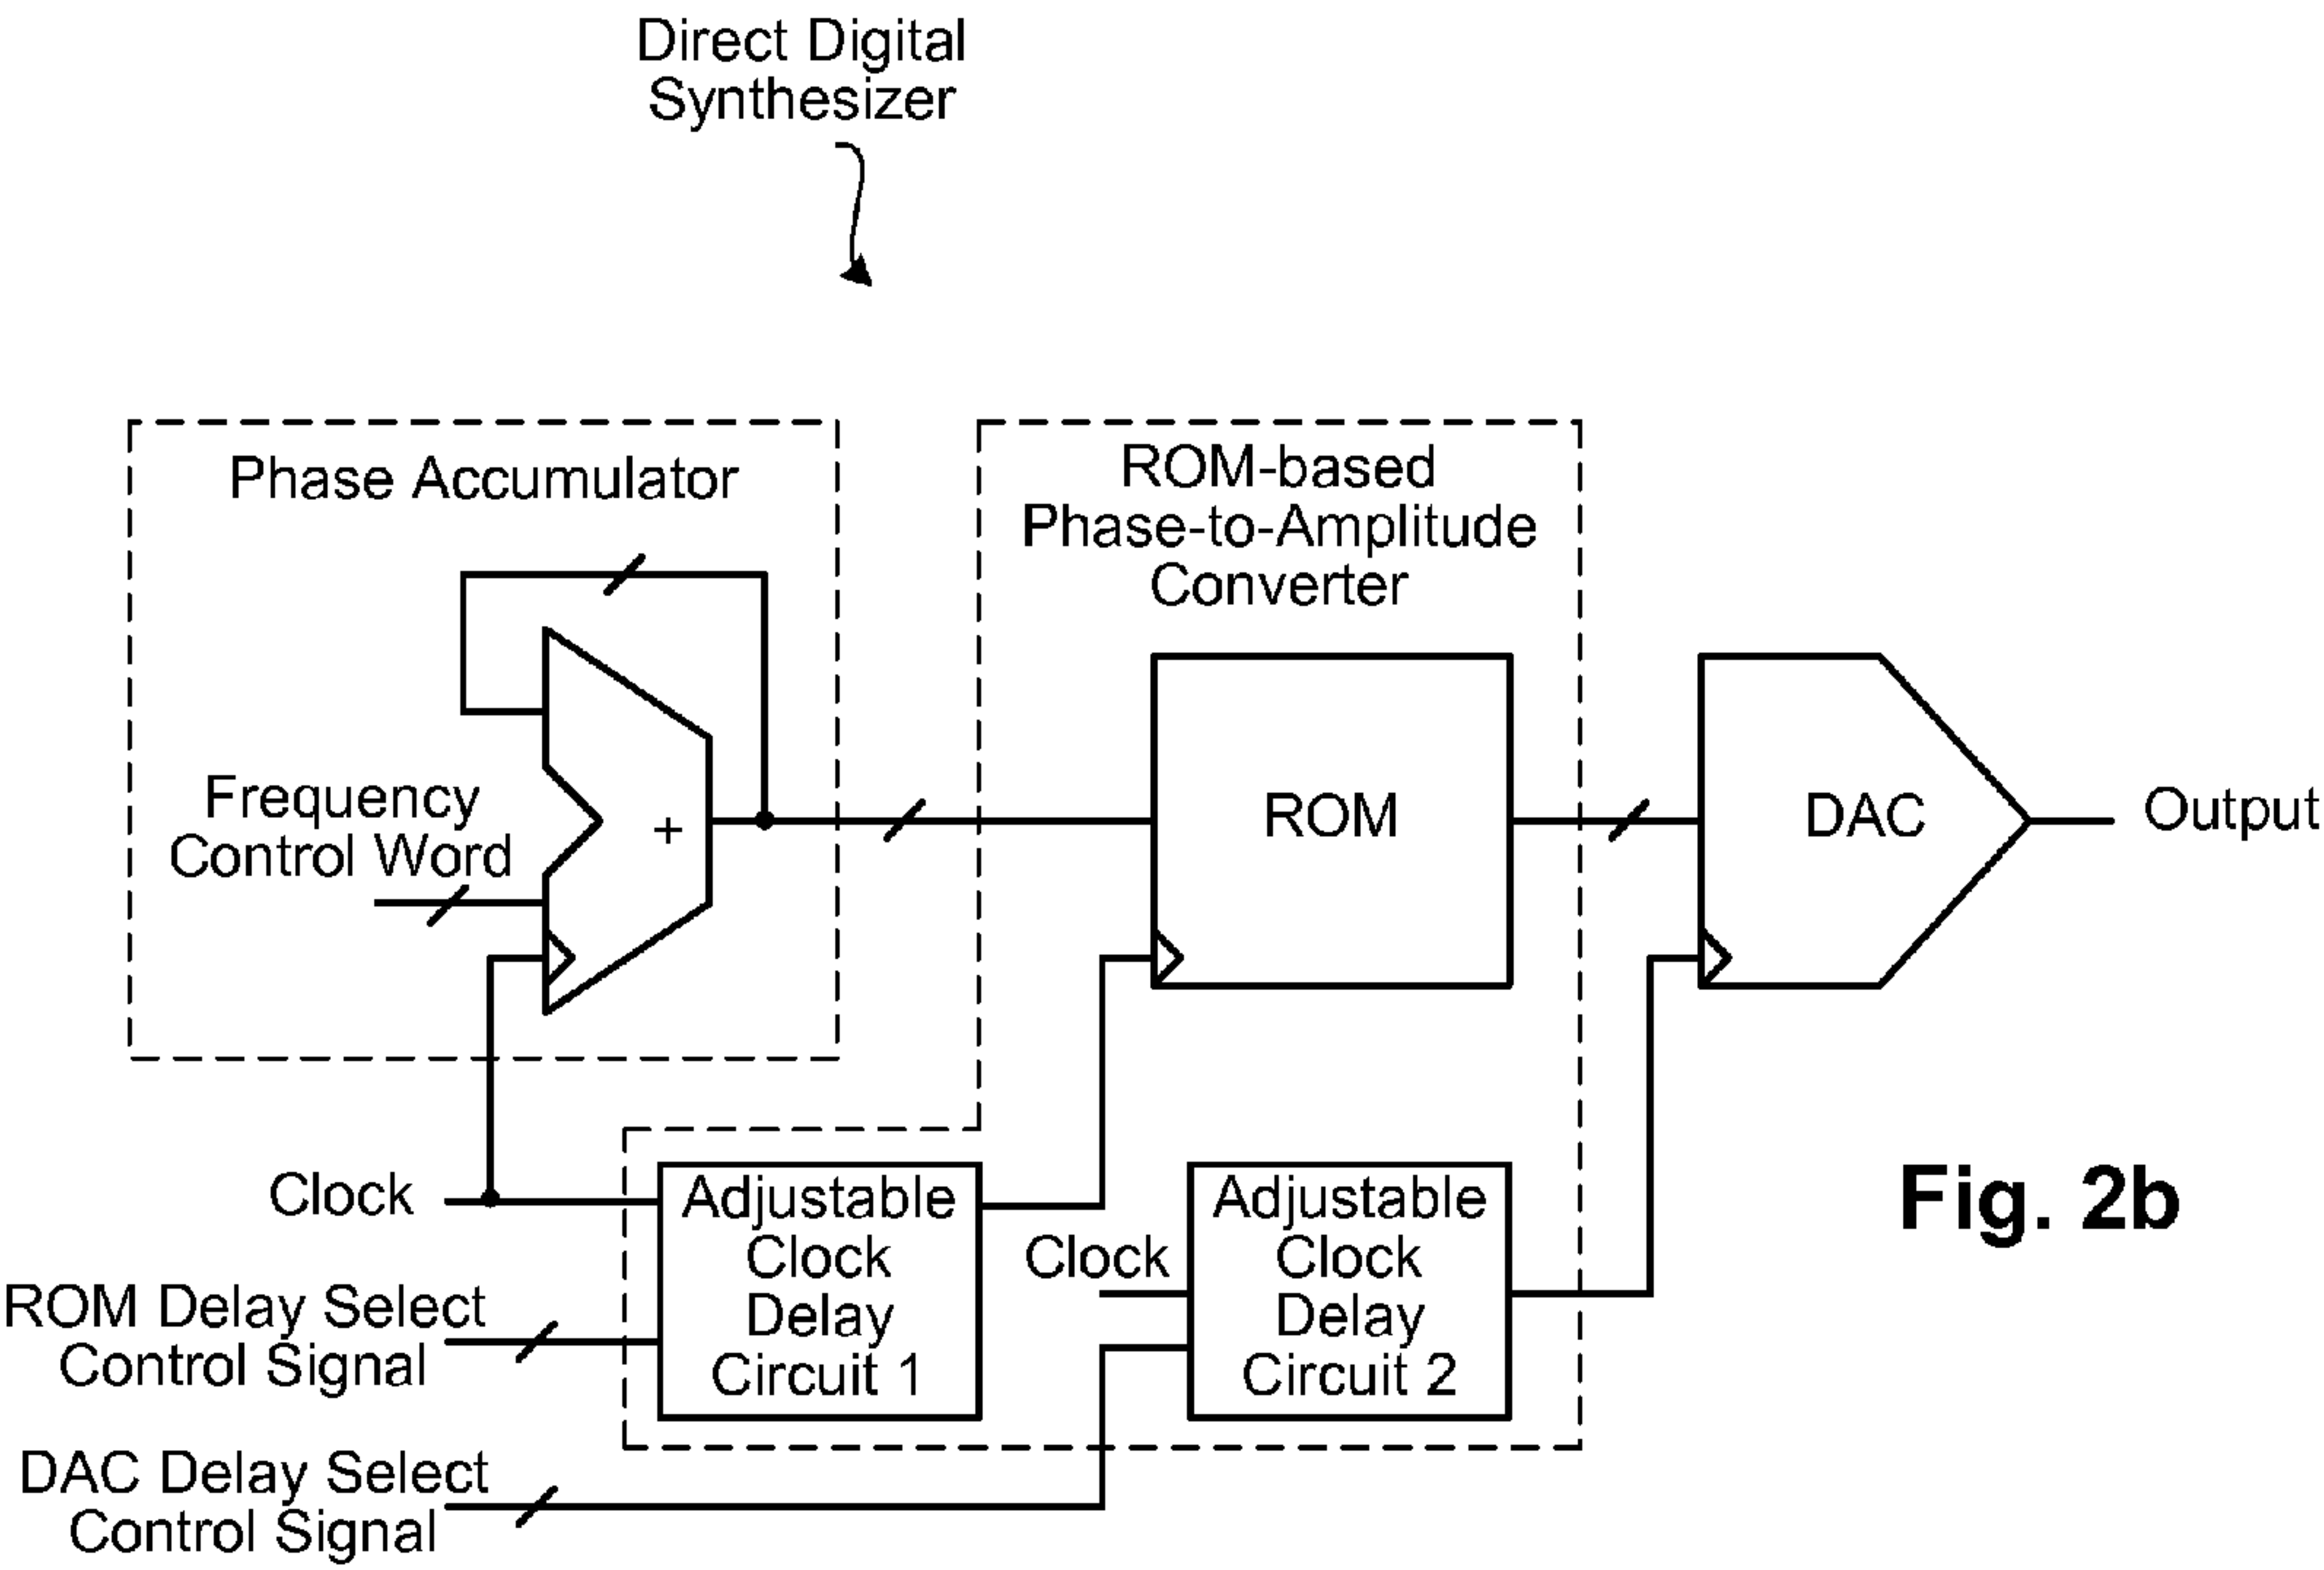 Direct Digital
Synthesizer
Phase Accumulator
ROM-based
Phase-to-Amplitude
Converter
Frequency
Control Word
+
ROM
DAC
Output
Clock
Adjustable
Clock
Delay
Circuit 1
Clock
Adjustable
Clock
Delay
Circuit 2
ROM Delay Select
Control Signal
DAC Delay Select
Control Signal
Fig. 2b